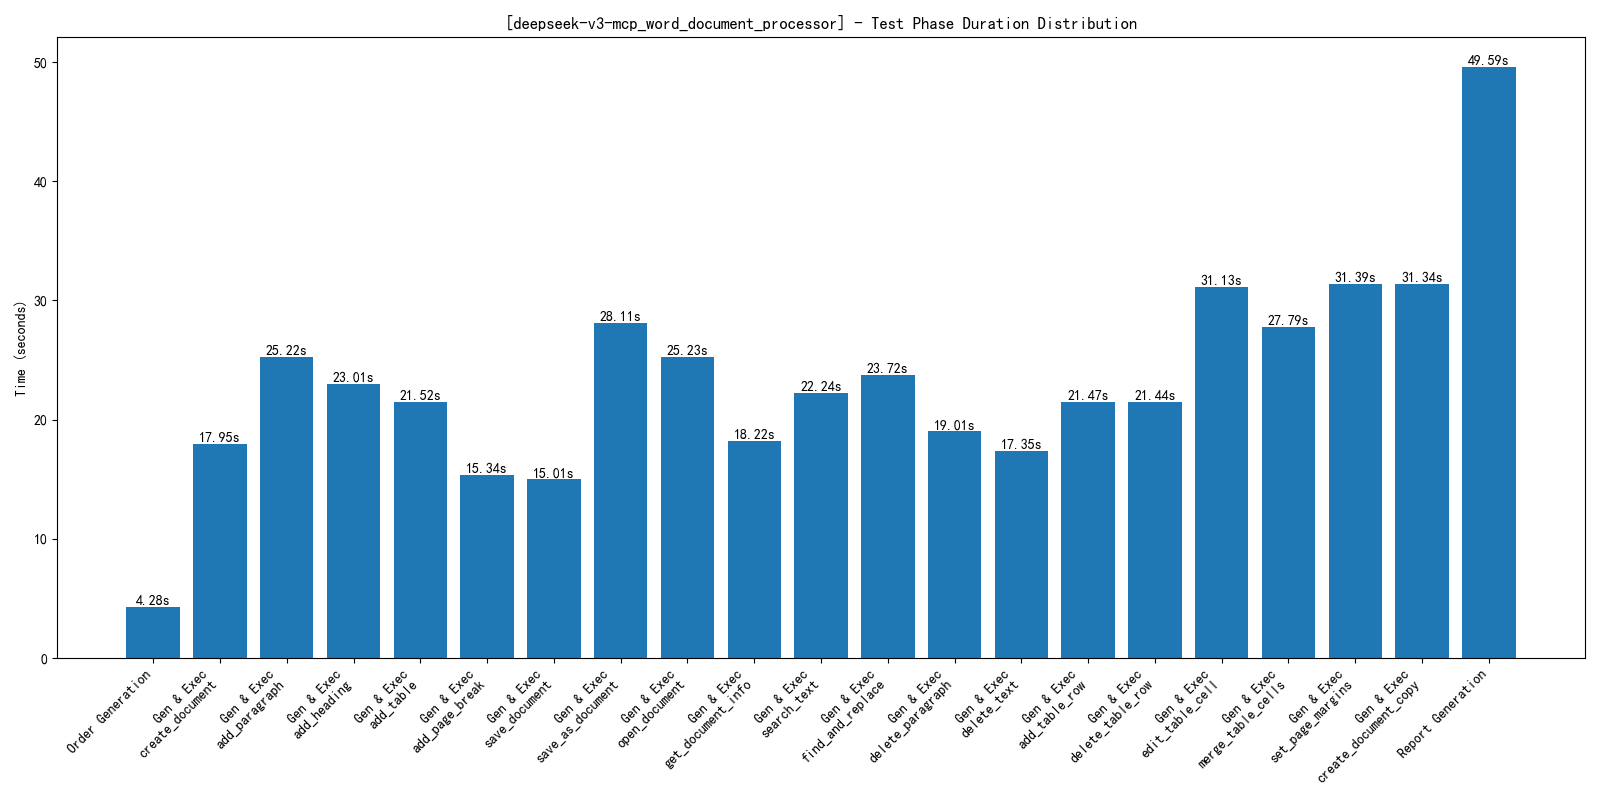 [deepseek-v3-mcp_word_document_processor] - Test Phase Duration Distribution
Time (seconds)
50
40
30
20
10
0
4.28s
17.95s
25.22s
23.01s
21.52s
15.34s
15.01s
28.11s
25.23s
18.22s
22.24s
23.72s
19.01s
17.35s
21.47s
21.44s
31.13s
27.79s
31.39s
31.34s
49.59s
Order Generation
Gen & Exec
create_document
Gen & Exec
add_paragraph
Gen & Exec
add_heading
Gen & Exec
add_table
Gen & Exec
add_page_break
Gen & Exec
save_document
Gen & Exec
save_as_document
Gen & Exec
open_document
Gen & Exec
get_document_info
Gen & Exec
search_text
Gen & Exec
find_and_replace
Gen & Exec
delete_paragraph
Gen & Exec
delete_text
Gen & Exec
add_table_row
Gen & Exec
delete_table_row
Gen & Exec
edit_table_cell
Gen & Exec
merge_table_cells
Gen & Exec
set_page_margins
Gen & Exec
create_document_copy
Report Generation